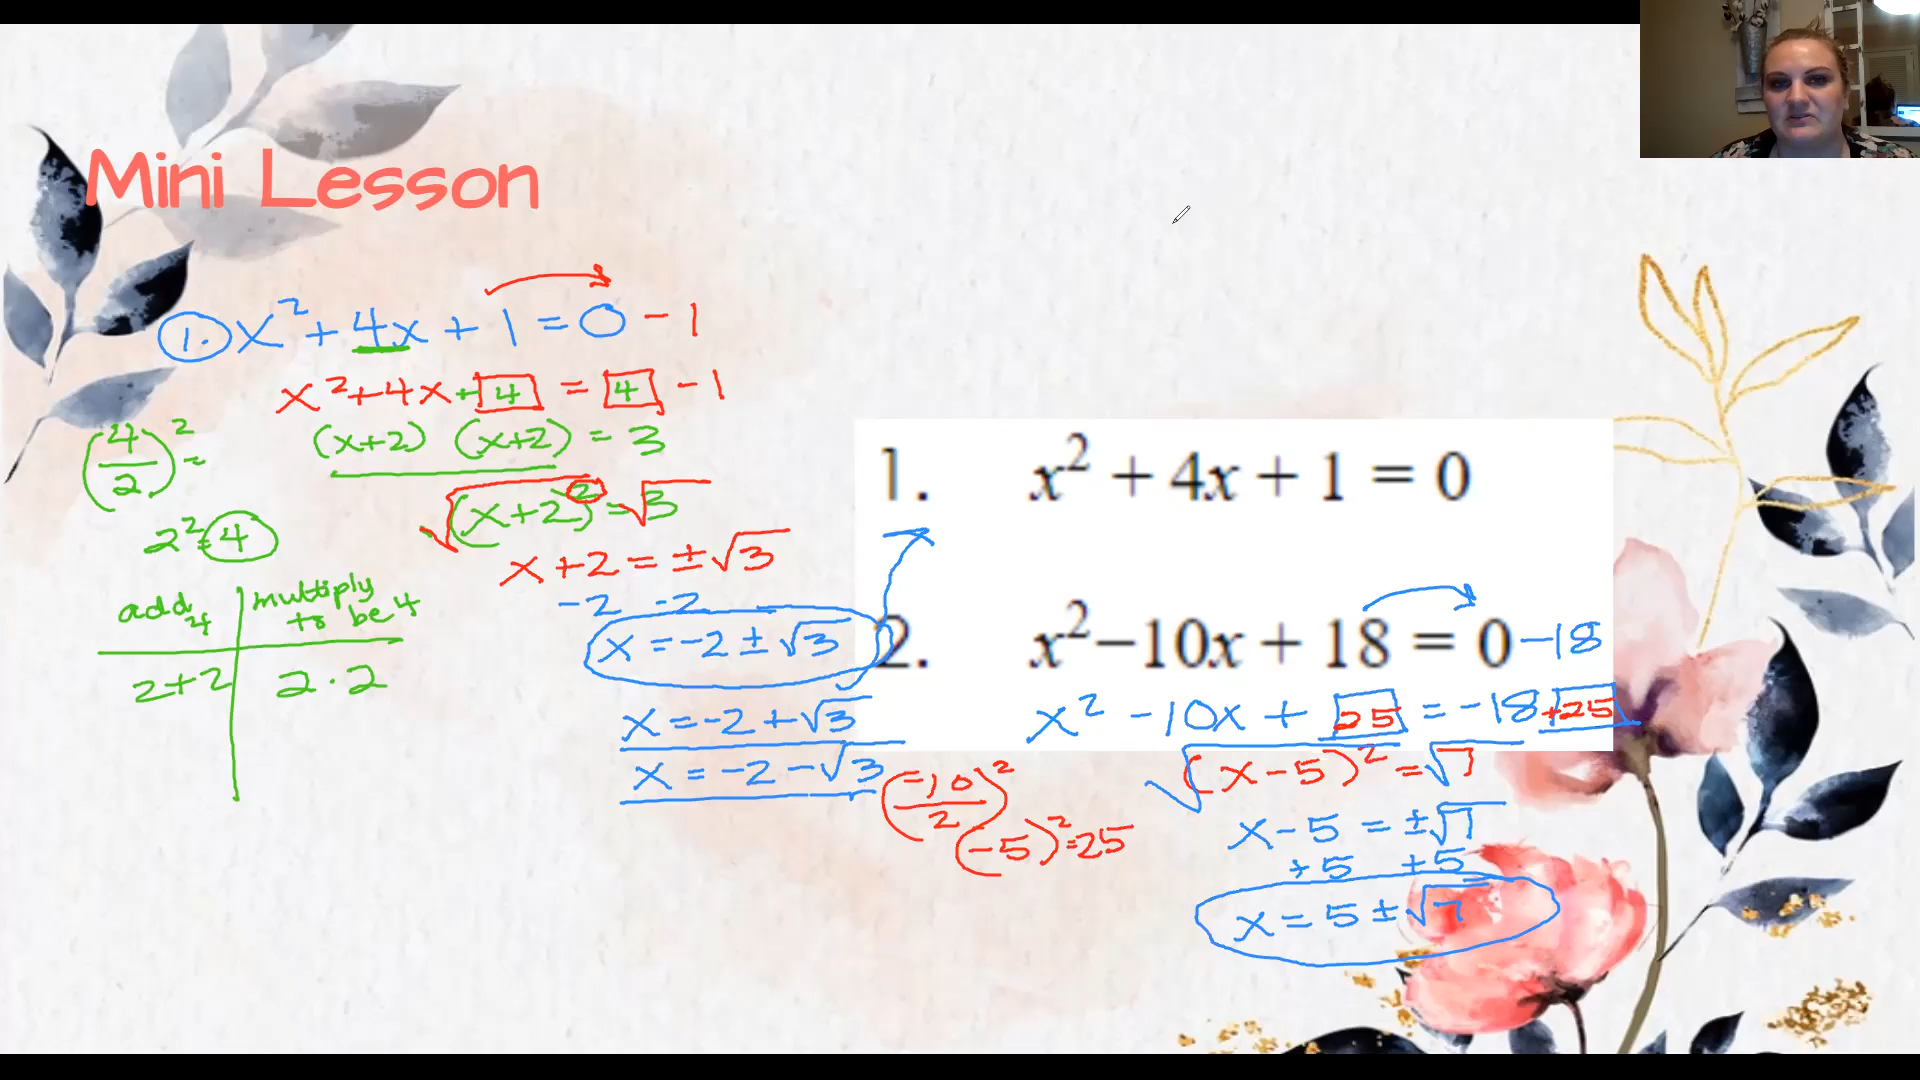 Mini Lesson
1. x² + 4x + 1 = 0 - 1
x² + 4x + 4 = 4 - 1
(x+2) (x+2) = 3
(4/2)² =
√(x+2)² = √3
2² = 4
x + 2 = ±√3
-2 -2
add 4 | multiply to be 4
2+2 | 2 · 2
x = -2 ± √3
x = -2 + √3
x = -2 - √3
1. x² + 4x + 1 = 0
2. x² − 10x + 18 = 0 - 18
x² - 10x + 25 = -18 + 25
(-10/2)²
(-5)² = 25
√(x-5)² = √7
x - 5 = ±√7
+5 +5
x = 5 ± √7